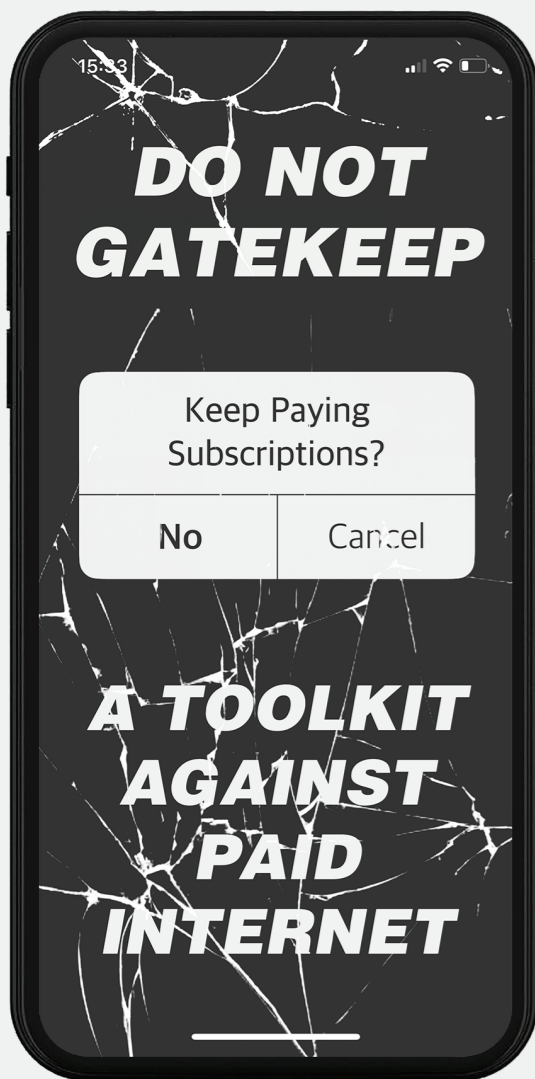 15:33
DO NOT
GATEKEEP
Keep Paying
Subscriptions?
No
Cancel
A TOOLKIT
AGAINST
PAID
INTERNET